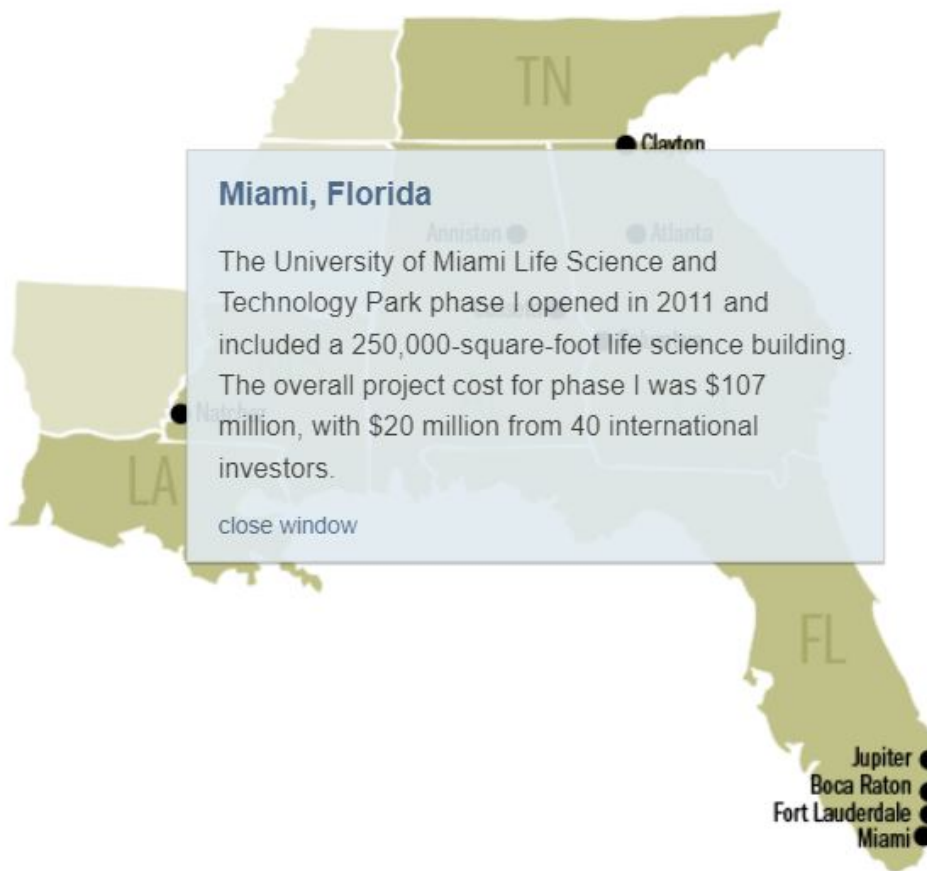 TN
Clayton
Miami, Florida
Anniston
Atlanta
The University of Miami Life Science and
Technology Park phase I opened in 2011 and
included a 250,000-square-foot life science building.
The overall project cost for phase I was $107
Natchez
million, with $20 million from 40 international
investors.
LA
close window
FL
Jupiter
Boca Raton
Fort Lauderdale
Miami